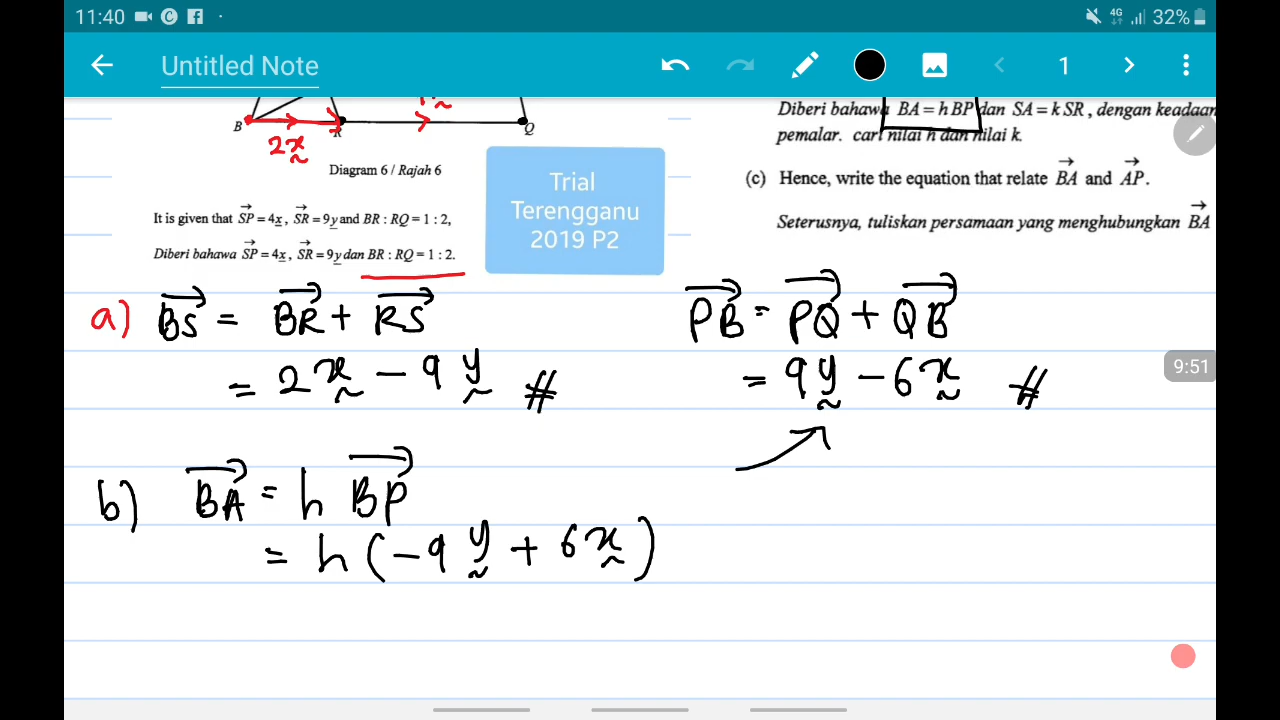 11:40
4G 32%
Untitled Note
1
B R Q
2x
Diagram 6 / Rajah 6
It is given that SP = 4x, SR = 9y and BR : RQ = 1 : 2,
Diberi bahawa SP = 4x, SR = 9y dan BR : RQ = 1 : 2.
Trial
Terengganu
2019 P2
Diberi bahawa BA = h BP dan SA = k SR, dengan keadaan
pemalar. cari nilai h dan nilai k.
(c) Hence, write the equation that relate BA and AP.
Seterusnya, tuliskan persamaan yang menghubungkan BA
a) BS = BR + RS
= 2x - 9y #
PB = PQ + QB
= 9y - 6x #
9:51
b) BA = h BP
= h (-9y + 6x)